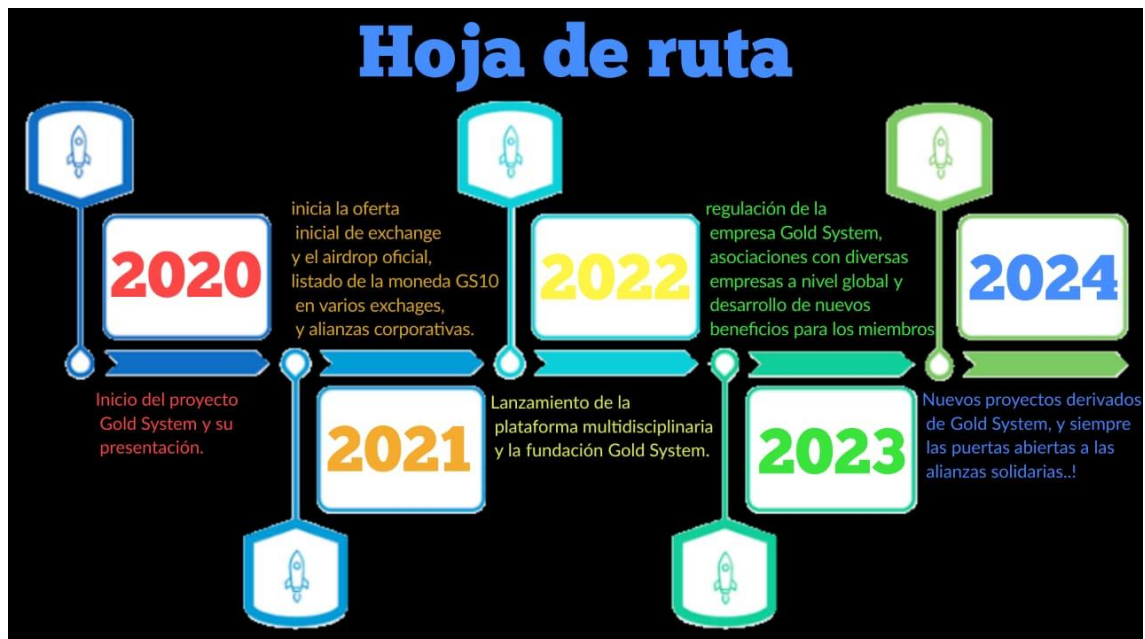 Hoja de ruta
2020
Inicio del proyecto
Gold System y su
presentación.
inicia la oferta
inicial de exchange
y el airdrop oficial,
listado de la moneda GS10
en varios exchages,
y alianzas corporativas.
2021
2022
Lanzamiento de la
plataforma multidisciplinaria
y la fundación Gold System.
regulación de la
empresa Gold System,
asociaciones con diversas
empresas a nivel global y
desarrollo de nuevos
beneficios para los miembros
2023
2024
Nuevos proyectos derivados
de Gold System, y siempre
las puertas abiertas a las
alianzas solidarias..!